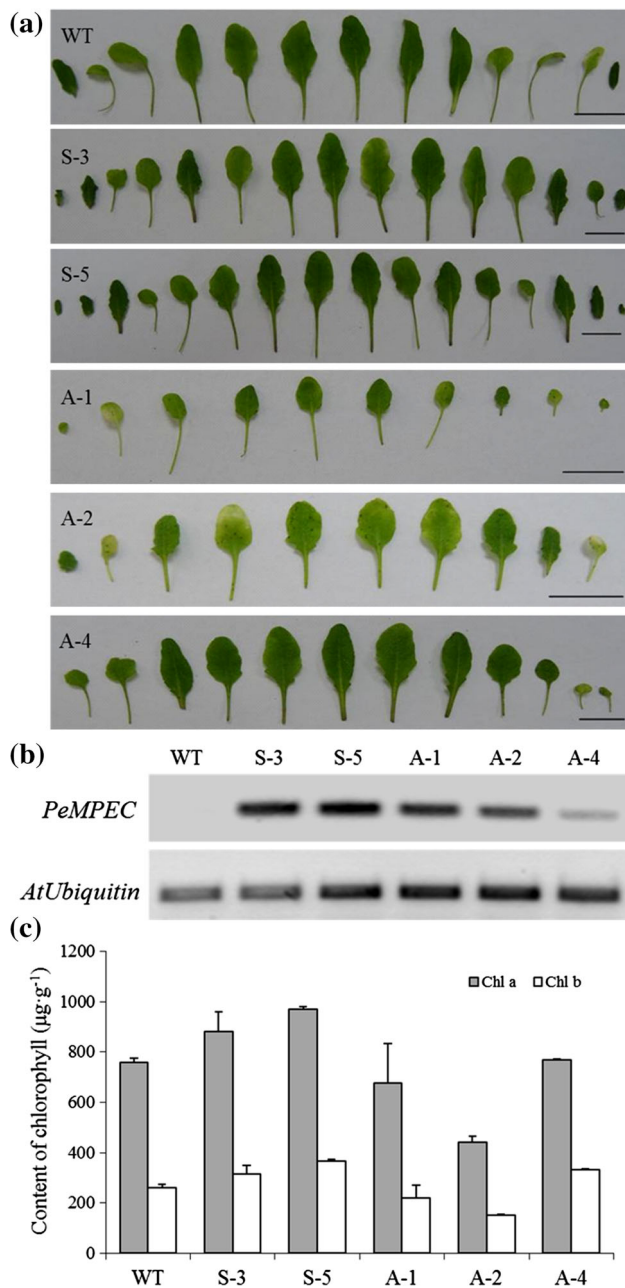 (a)
WT
S-3
S-5
A-1
A-2
A-4
(b)
WT S-3 S-5 A-1 A-2 A-4
PeMPEC
AtUbiquitin
(c)
1200
1000
800
600
400
200
0
Content of chlorophyll (µg·g⁻¹)
Chl a Chl b
WT S-3 S-5 A-1 A-2 A-4